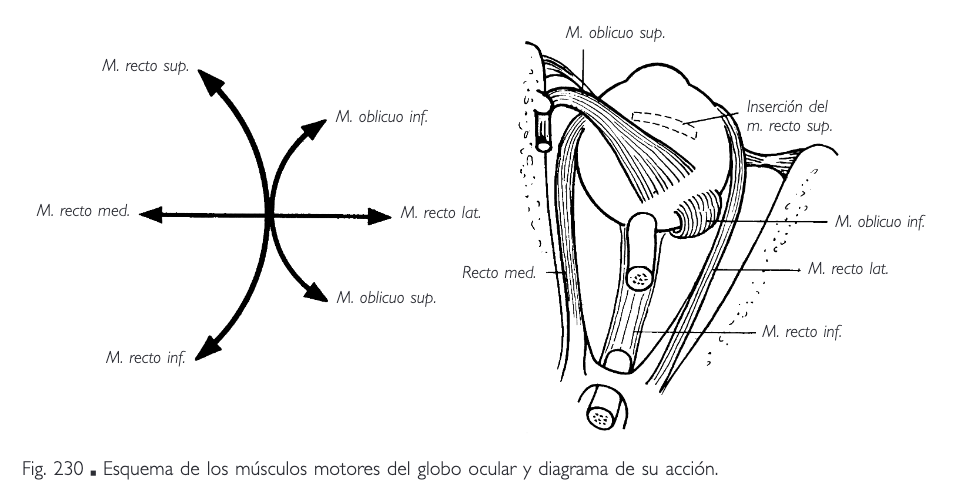 M. recto sup.
M. oblicuo inf.
M. recto med.
M. recto lat.
M. oblicuo sup.
M. recto inf.
M. oblicuo sup.
Inserción del
m. recto sup.
M. oblicuo inf.
Recto med.
M. recto lat.
M. recto inf.
Fig. 230 ■ Esquema de los músculos motores del globo ocular y diagrama de su acción.